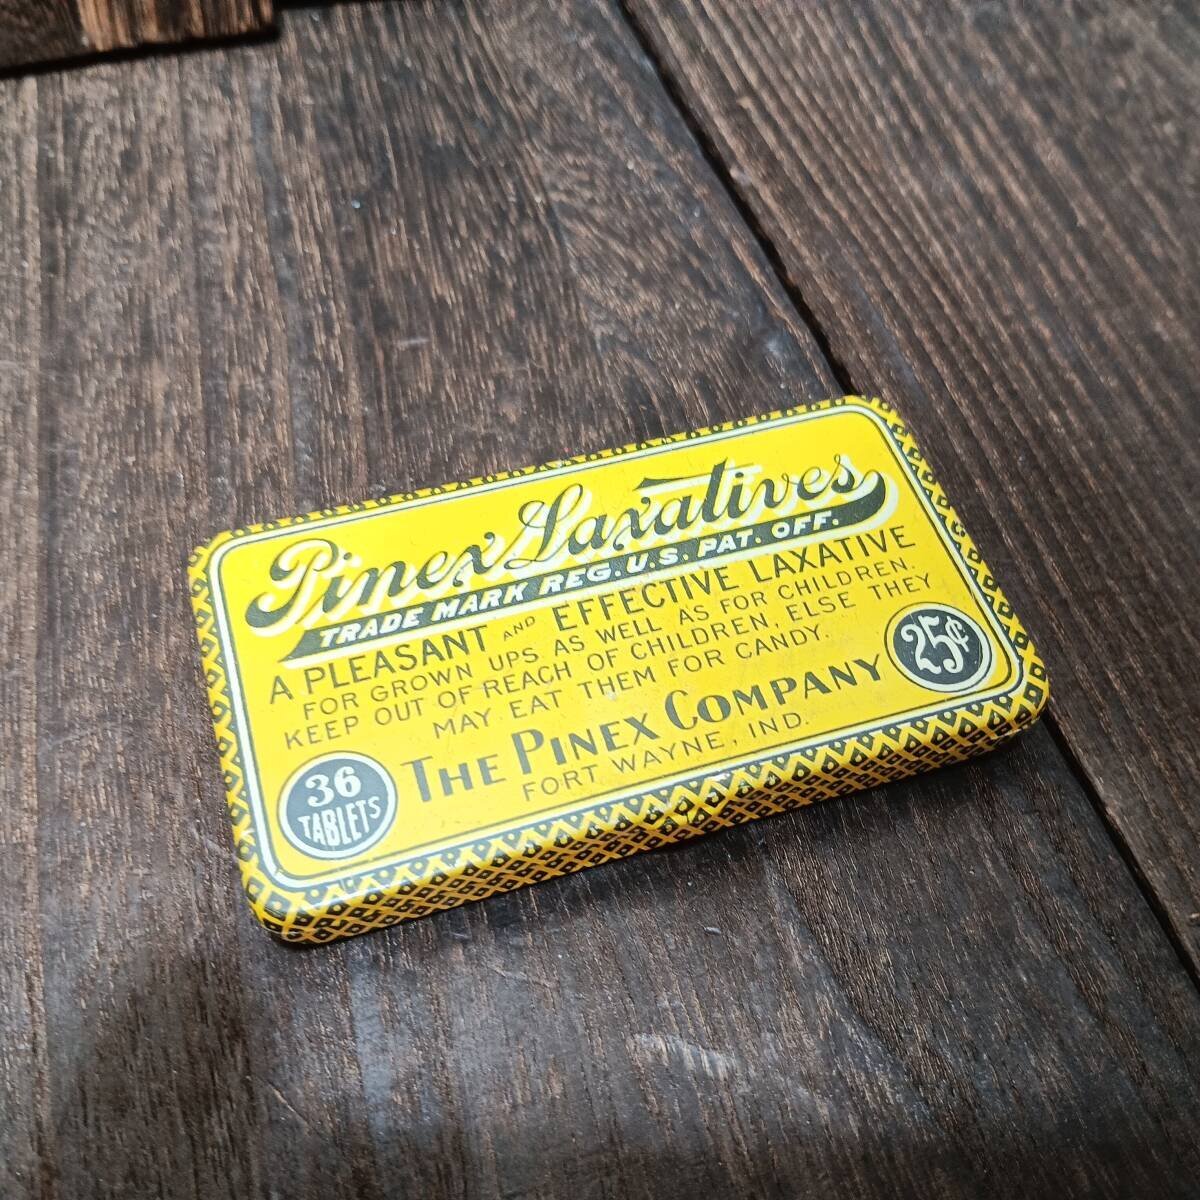 Pinex Laxatives
TRADE MARK REG. U.S. PAT. OFF.
A PLEASANT AND EFFECTIVE LAXATIVE
FOR GROWN UPS AS WELL AS FOR CHILDREN.
KEEP OUT OF REACH OF CHILDREN, ELSE THEY
MAY EAT THEM FOR CANDY.
25¢
36
TABLETS
THE PINEX COMPANY
FORT WAYNE, IND.